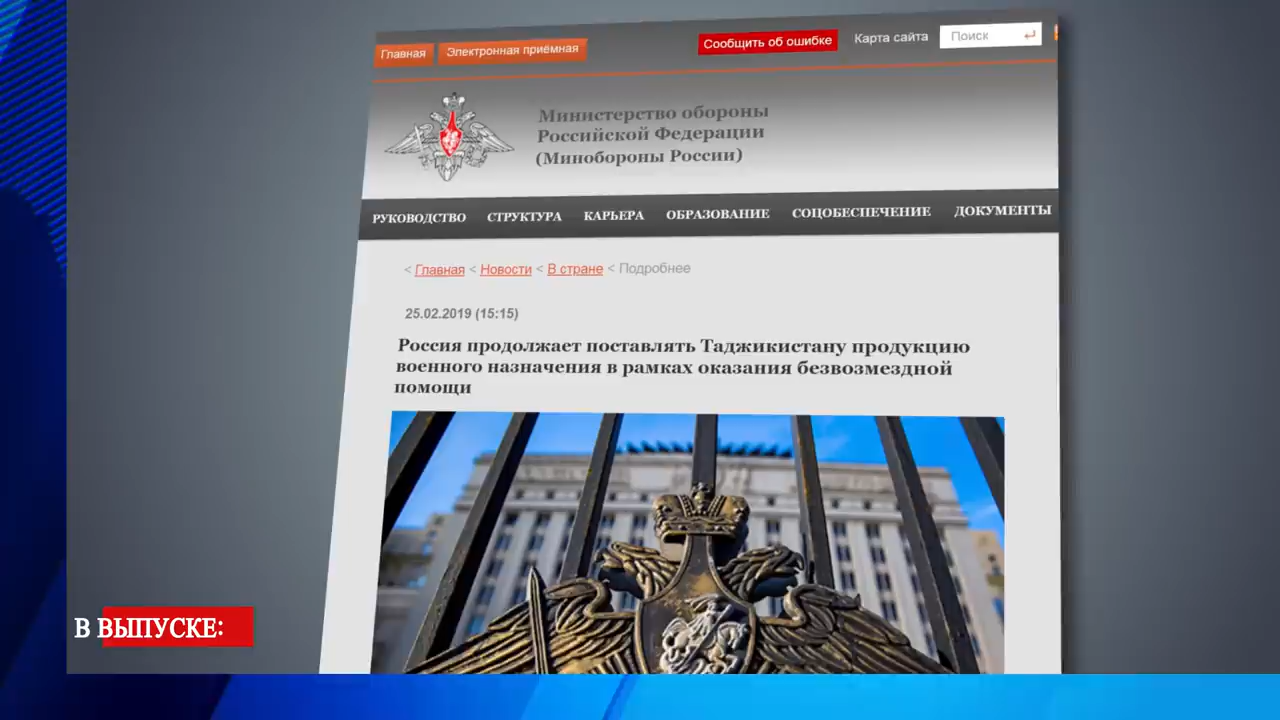 Главная Электронная приёмная Сообщить об ошибке Карта сайта Поиск
Министерство обороны
Российской Федерации
(Минобороны России)
РУКОВОДСТВО СТРУКТУРА КАРЬЕРА ОБРАЗОВАНИЕ СОЦОБЕСПЕЧЕНИЕ ДОКУМЕНТЫ
< Главная < Новости < В стране < Подробнее
25.02.2019 (15:15)
Россия продолжает поставлять Таджикистану продукцию
военного назначения в рамках оказания безвозмездной
помощи
В ВЫПУСКЕ: